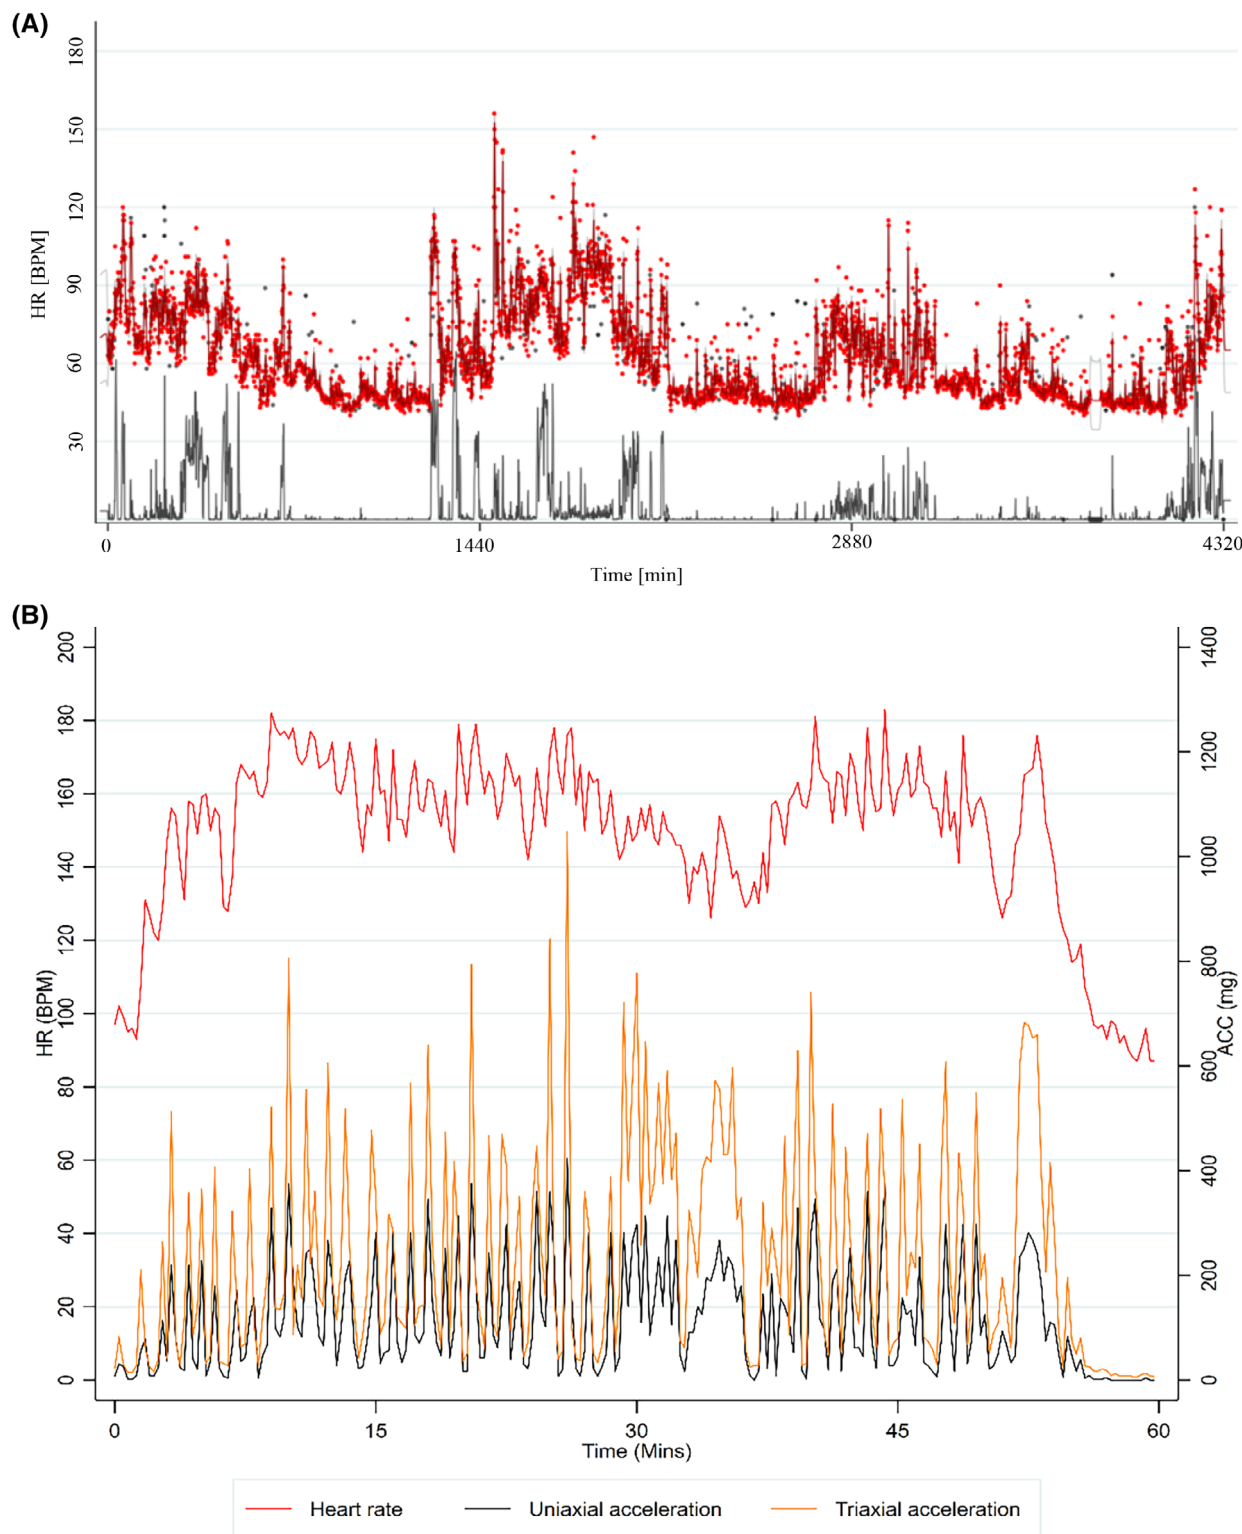 (A)
180
150
120
90
60
30
HR [BPM]
0 1440 2880 4320
Time [min]
(B)
200
180
160
140
120
100
80
60
40
20
0
HR (BPM)
1400
1200
1000
800
600
400
200
0
ACC (mg)
0 15 30 45 60
Time (Mins)
Heart rate Uniaxial acceleration Triaxial acceleration